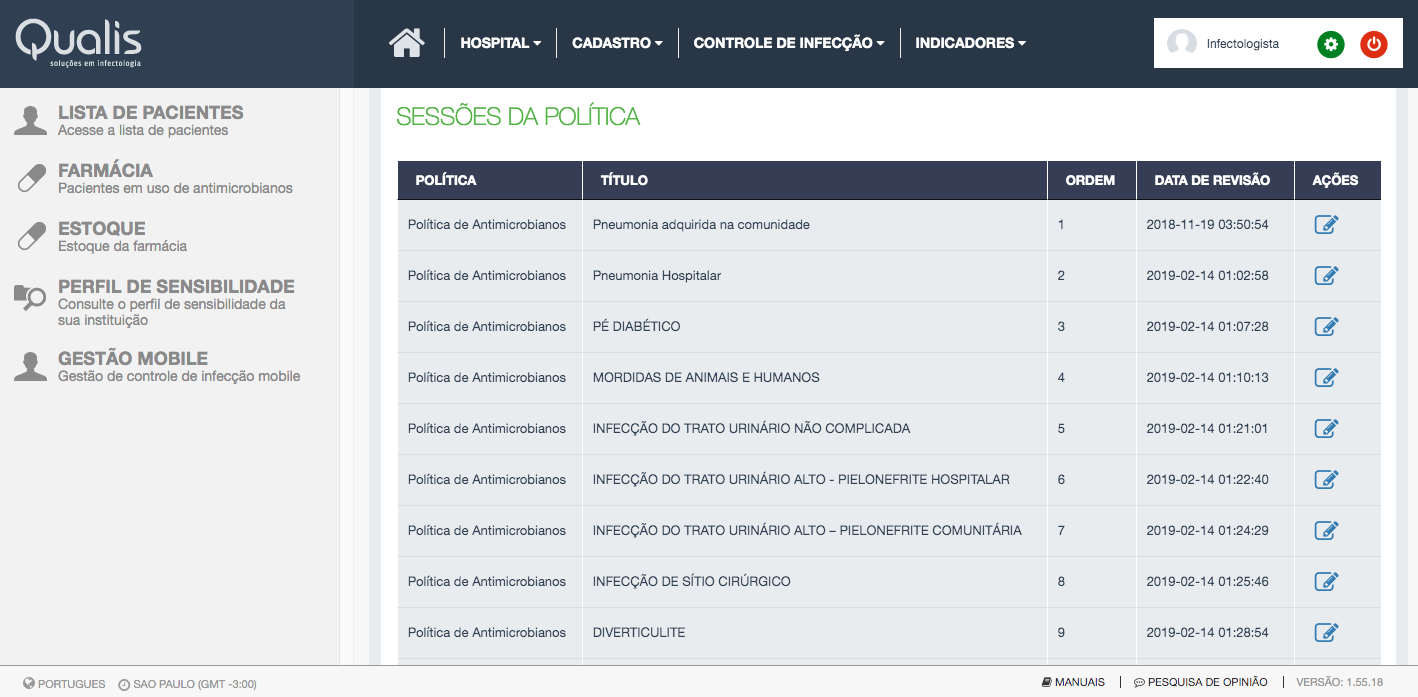 Qualis
soluções em infectologia
HOSPITAL
CADASTRO
CONTROLE DE INFECÇÃO
INDICADORES
Infectologista
LISTA DE PACIENTES
Acesse a lista de pacientes
FARMÁCIA
Pacientes em uso de antimicrobianos
ESTOQUE
Estoque da farmácia
PERFIL DE SENSIBILIDADE
Consulte o perfil de sensibilidade da
sua instituição
GESTÃO MOBILE
Gestão de controle de infecção mobile
SESSÕES DA POLÍTICA
POLÍTICA TÍTULO ORDEM DATA DE REVISÃO AÇÕES
Política de Antimicrobianos Pneumonia adquirida na comunidade 1 2018-11-19 03:50:54
Política de Antimicrobianos Pneumonia Hospitalar 2 2019-02-14 01:02:58
Política de Antimicrobianos PÉ DIABÉTICO 3 2019-02-14 01:07:28
Política de Antimicrobianos MORDIDAS DE ANIMAIS E HUMANOS 4 2019-02-14 01:10:13
Política de Antimicrobianos INFECÇÃO DO TRATO URINÁRIO NÃO COMPLICADA 5 2019-02-14 01:21:01
Política de Antimicrobianos INFECÇÃO DO TRATO URINÁRIO ALTO - PIELONEFRITE HOSPITALAR 6 2019-02-14 01:22:40
Política de Antimicrobianos INFECÇÃO DO TRATO URINÁRIO ALTO – PIELONEFRITE COMUNITÁRIA 7 2019-02-14 01:24:29
Política de Antimicrobianos INFECÇÃO DE SÍTIO CIRÚRGICO 8 2019-02-14 01:25:46
Política de Antimicrobianos DIVERTICULITE 9 2019-02-14 01:28:54
PORTUGUES SAO PAULO (GMT -3:00) MANUAIS | PESQUISA DE OPINIÃO | VERSÃO: 1.55.18